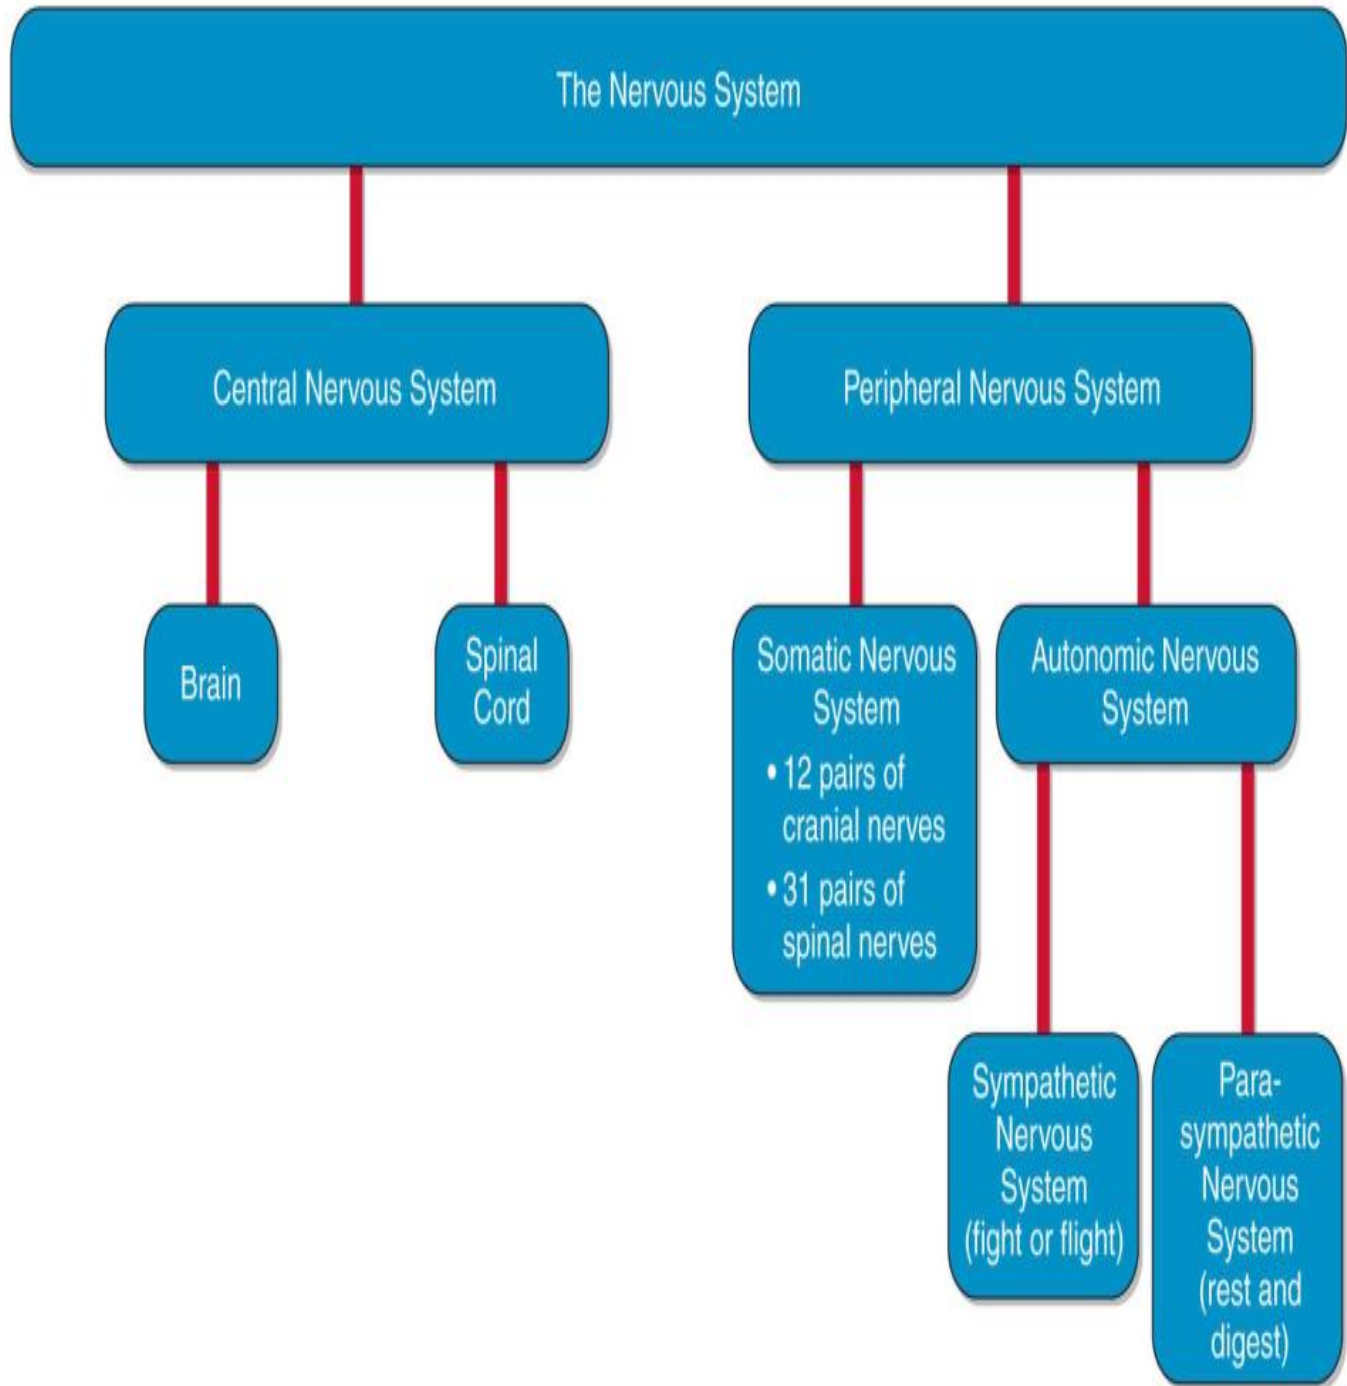 The Nervous System
Central Nervous System
Peripheral Nervous System
Brain
Spinal
Cord
Somatic Nervous
System
• 12 pairs of
cranial nerves
• 31 pairs of
spinal nerves
Autonomic Nervous
System
Sympathetic
Nervous
System
(fight or flight)
Para-
sympathetic
Nervous
System
(rest and
digest)